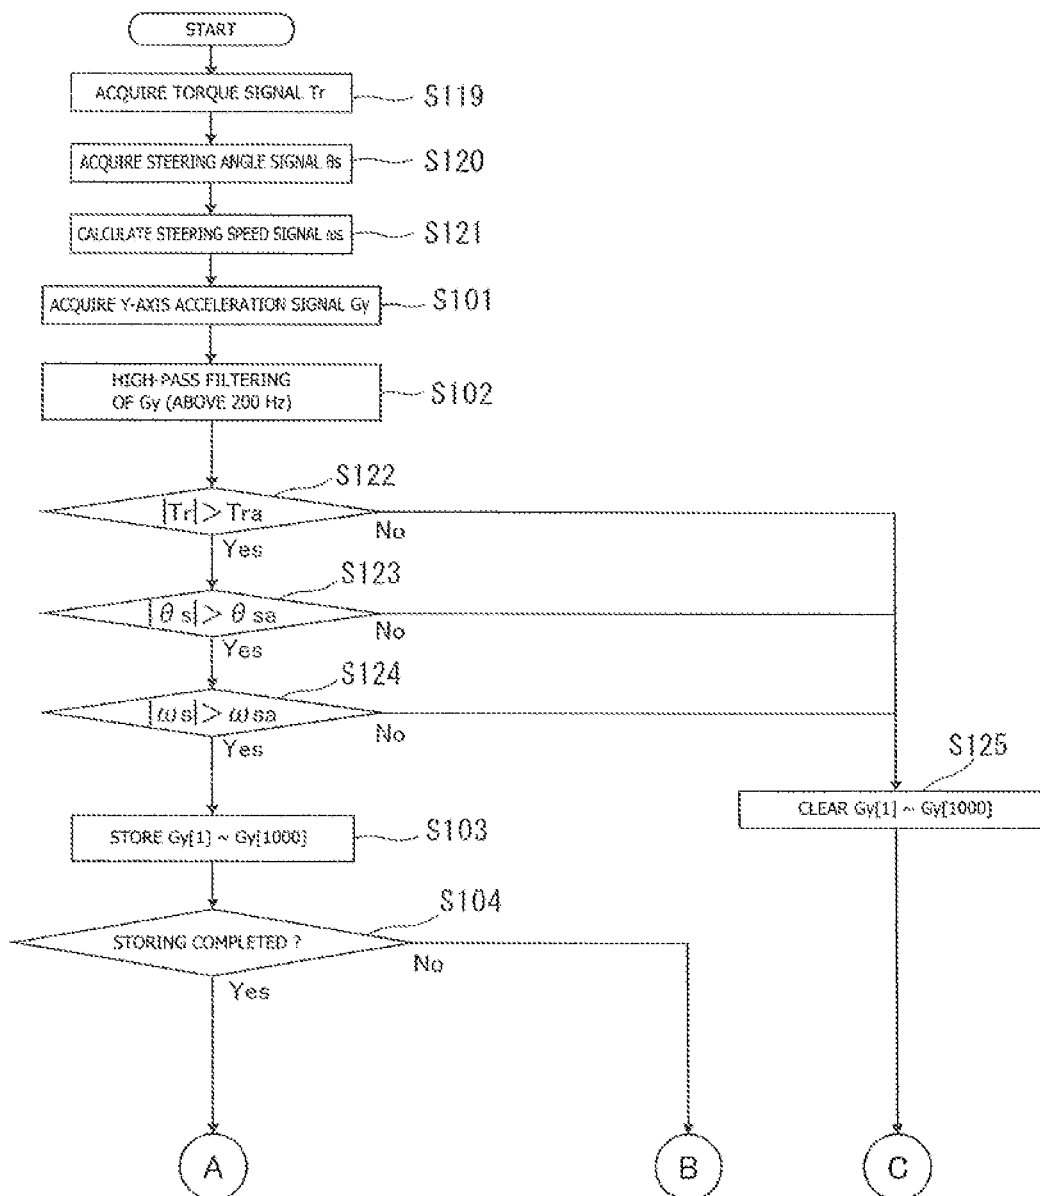 START
ACQUIRE TORQUE SIGNAL Tr
S119
ACQUIRE STEERING ANGLE SIGNAL θs
S120
CALCULATE STEERING SPEED SIGNAL ωs
S121
ACQUIRE Y-AXIS ACCELERATION SIGNAL Gy
S101
HIGH-PASS FILTERING
OF Gy (ABOVE 200 Hz)
S102
S122
|Tr| > Tra
No
Yes
S123
|θs| > θsa
No
Yes
S124
|ωs| > ωsa
No
Yes
S125
CLEAR Gy[1] ~ Gy[1000]
STORE Gy[1] ~ Gy[1000]
S103
S104
STORING COMPLETED ?
No
Yes
A
B
C